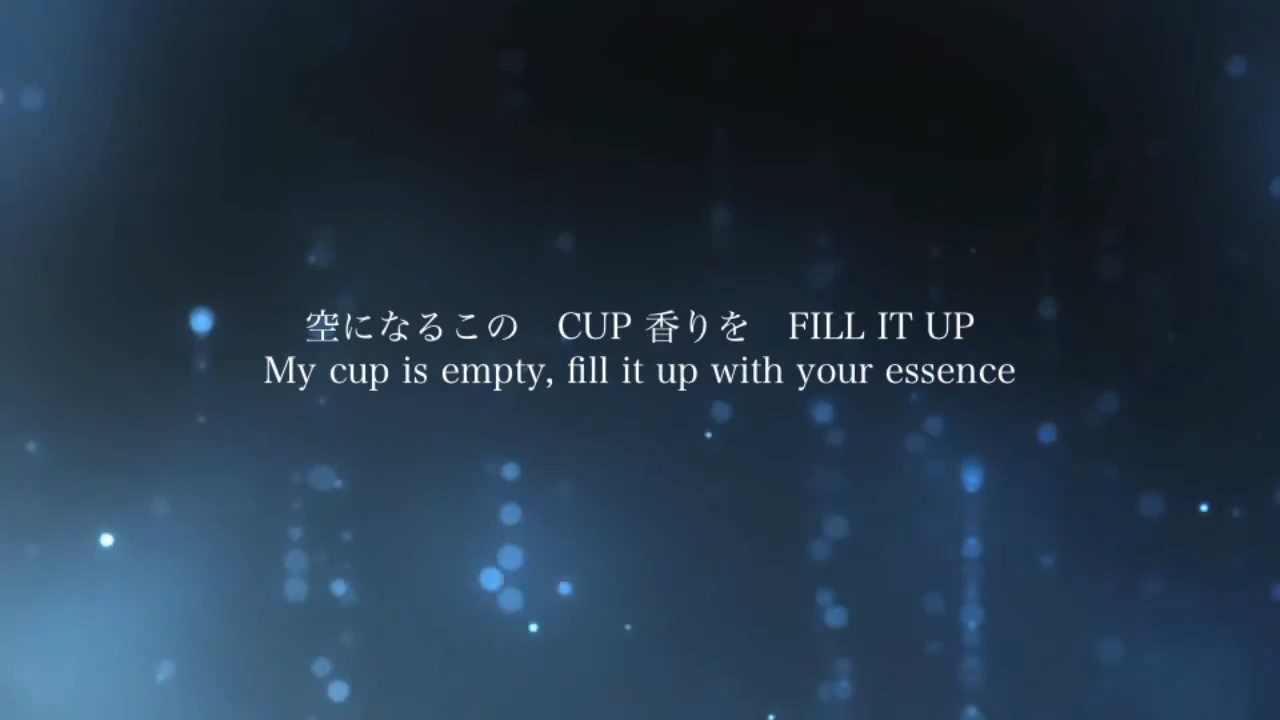 空になるこの　CUP 香りを　FILL IT UP
My cup is empty, fill it up with your essence